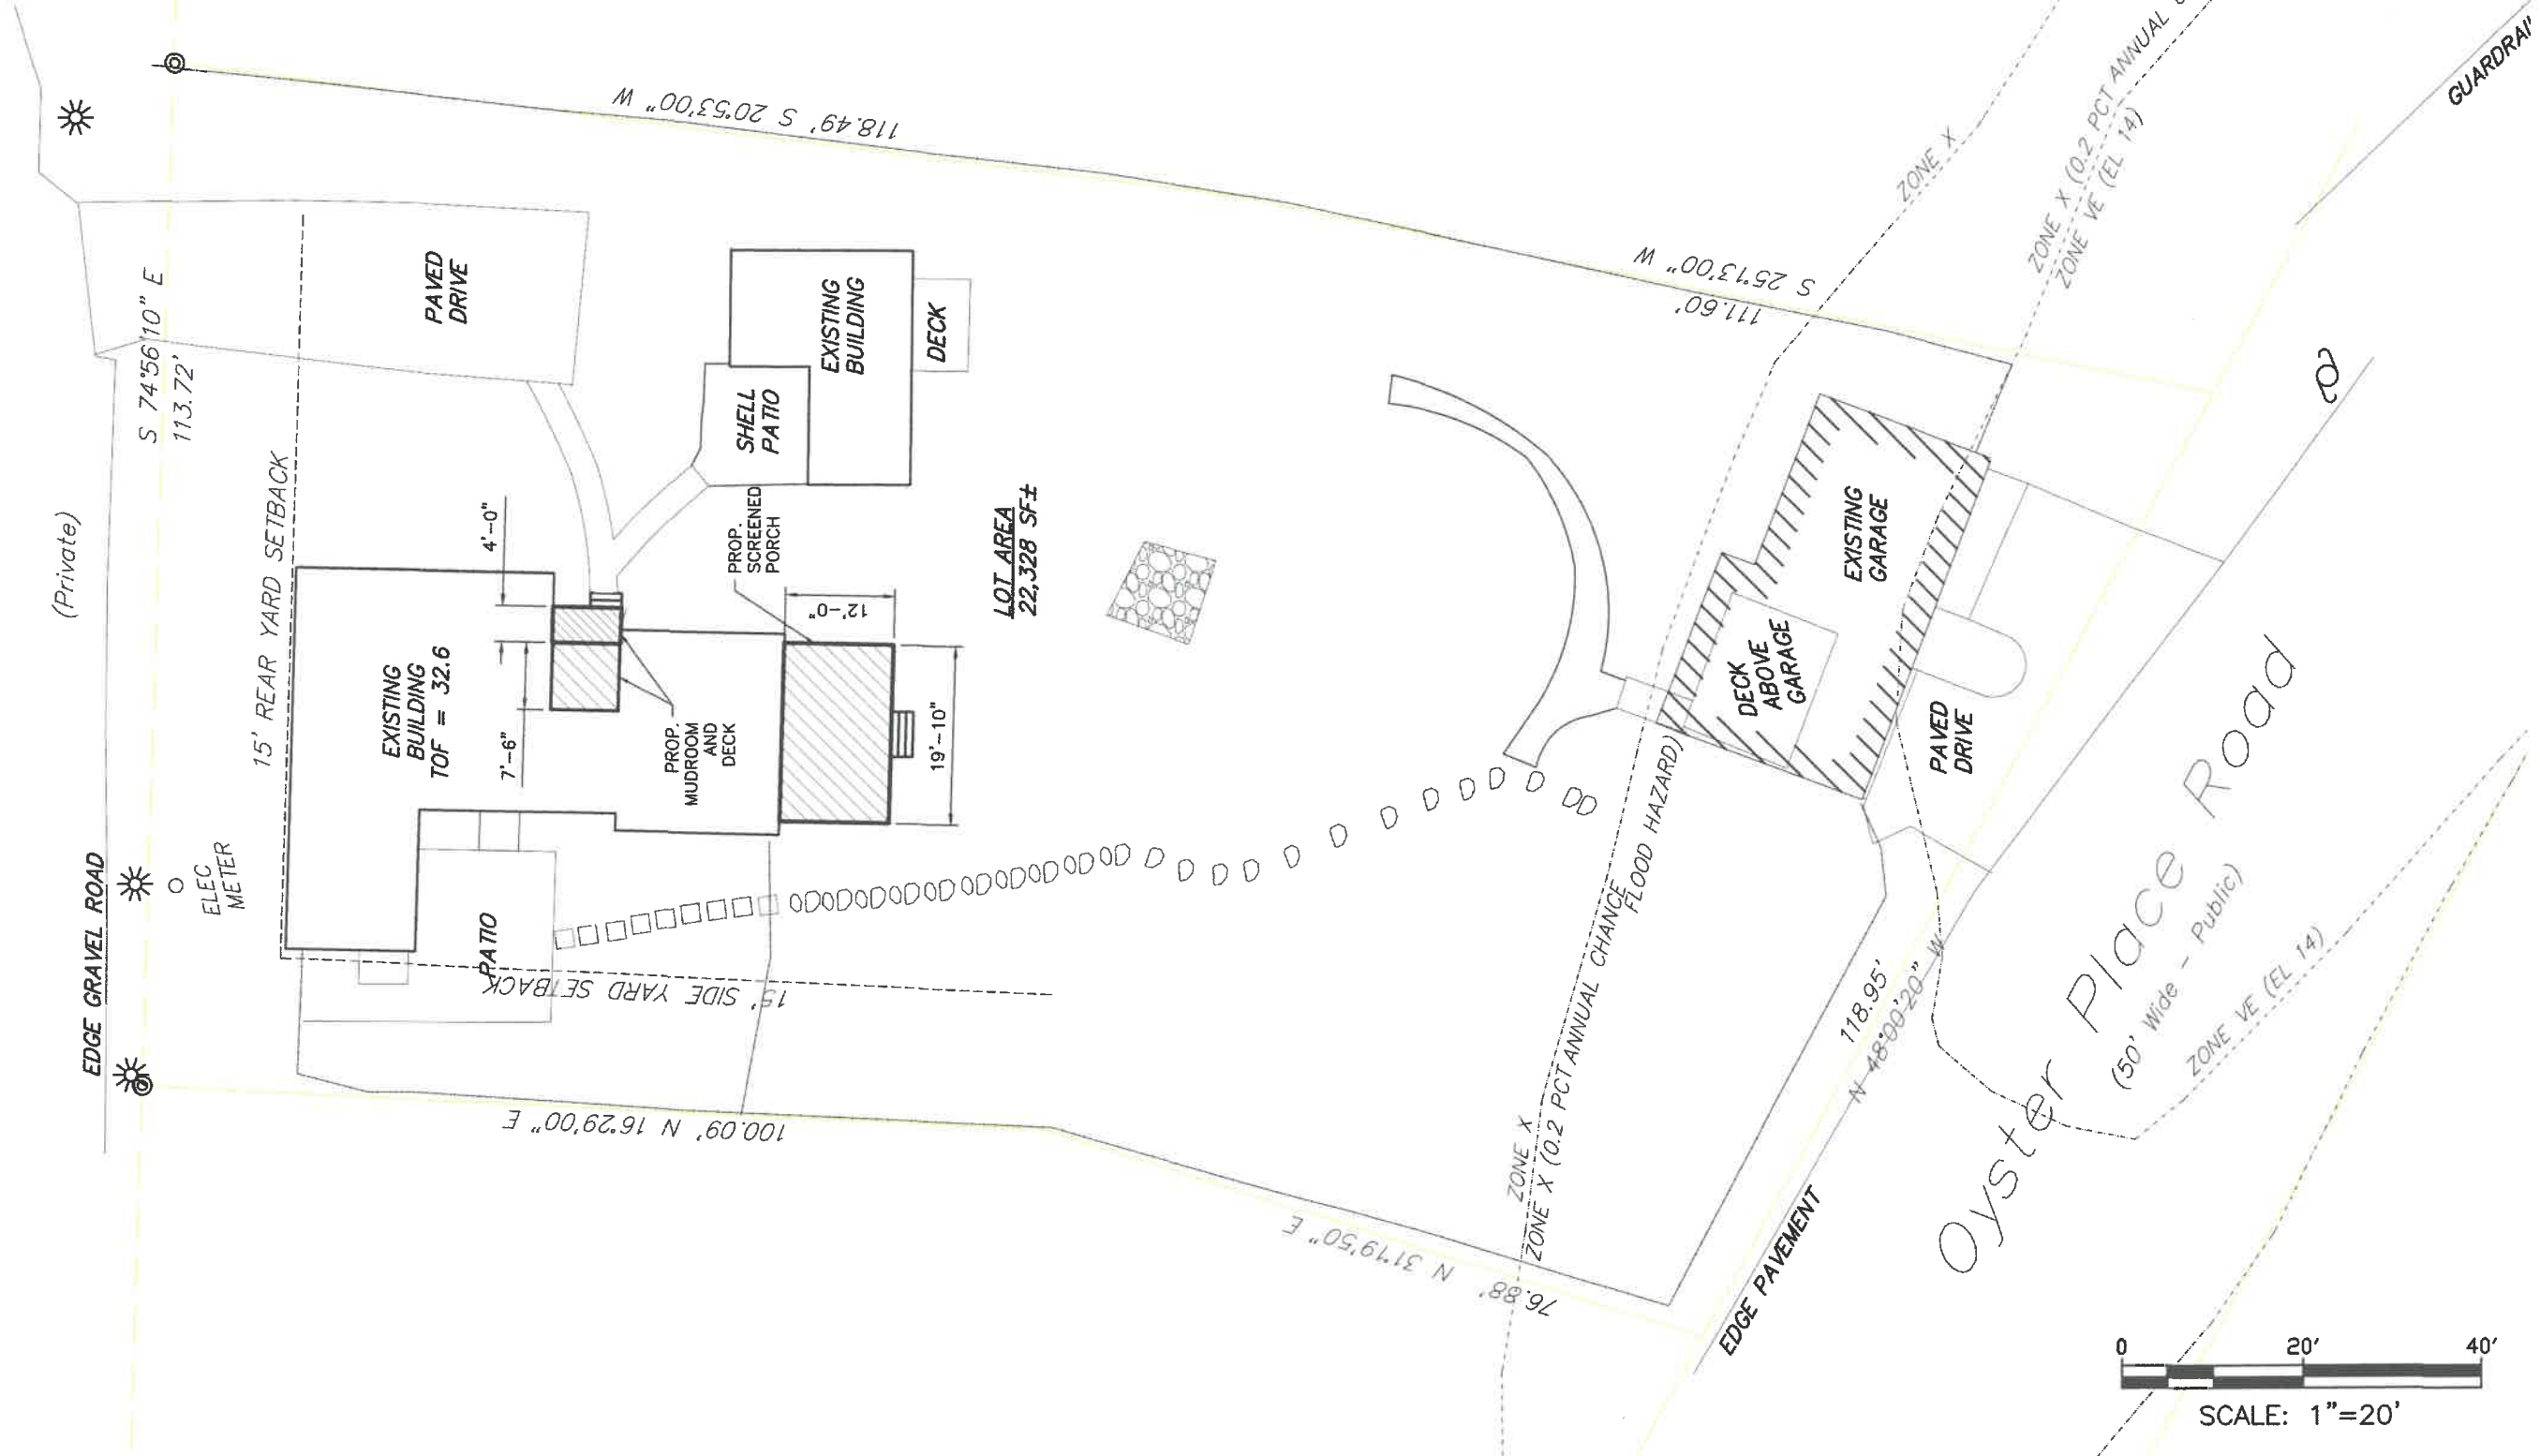 (Private)
EDGE GRAVEL ROAD
ELEC
METER
S 74°56'10" E
113.72'
15' REAR YARD SETBACK
15' SIDE YARD SETBACK
118.49' S 20°53'00" W
S 25°13'00" W
111.60'
100.09' N 16°29'00" E
N 31°19'50" E
76.88'
118.95'
N 48°00'20" W
PAVED
DRIVE
EXISTING
BUILDING
DECK
SHELL
PATIO
EXISTING
BUILDING
TOF = 32.6
4'-0"
7'-6"
PROP.
MUDROOM
AND
DECK
PROP.
SCREENED
PORCH
12'-0"
19'-10"
PATIO
LOT AREA
22,328 SF±
EXISTING
GARAGE
DECK
ABOVE
GARAGE
PAVED
DRIVE
ZONE X
ZONE X (0.2 PCT ANNUAL
ZONE VE (EL 14)
GUARDRAI
ZONE X
ZONE X (0.2 PCT ANNUAL CHANCE
FLOOD HAZARD)
ZONE VE (EL 14)
EDGE PAVEMENT
Oyster Place Road
(50' Wide - Public)
0 20' 40'
SCALE: 1"=20'